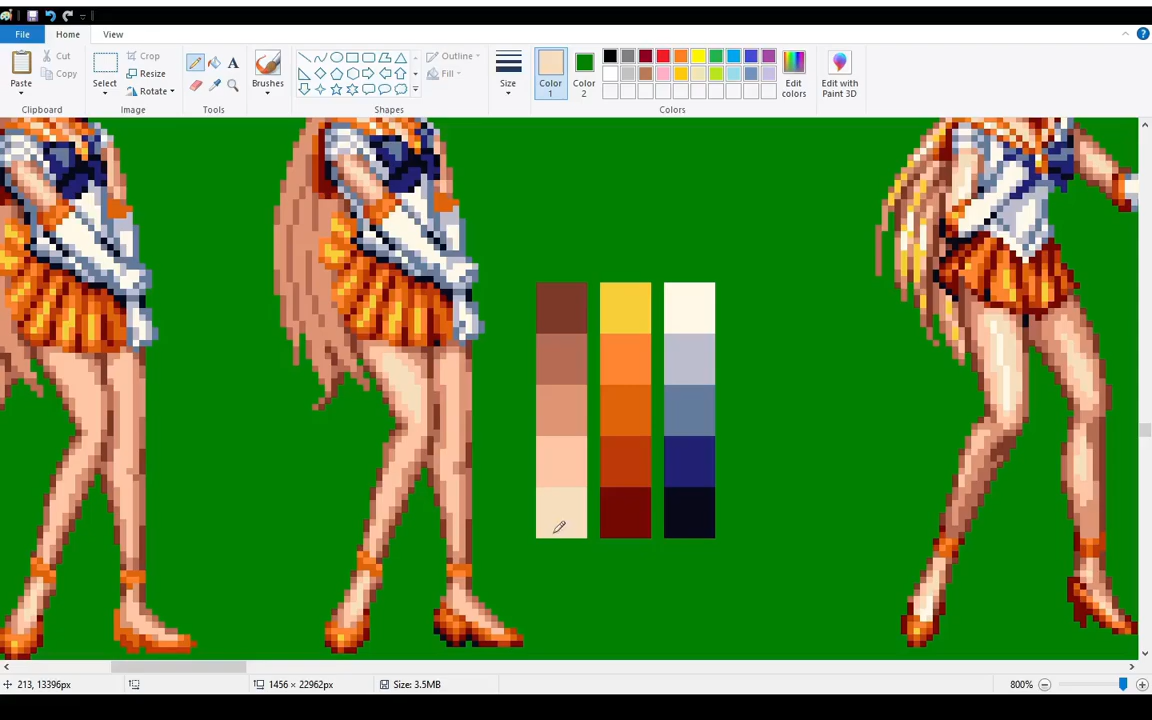 File
Home
View
Paste
Cut
Copy
Clipboard
Select
Crop
Resize
Rotate
Image
A
Tools
Brushes
Outline
Fill
Shapes
Size
Color
1
Color
2
Edit
colors
Colors
Edit with
Paint 3D
213, 13396px
1456 × 22962px
Size: 3.5MB
800%